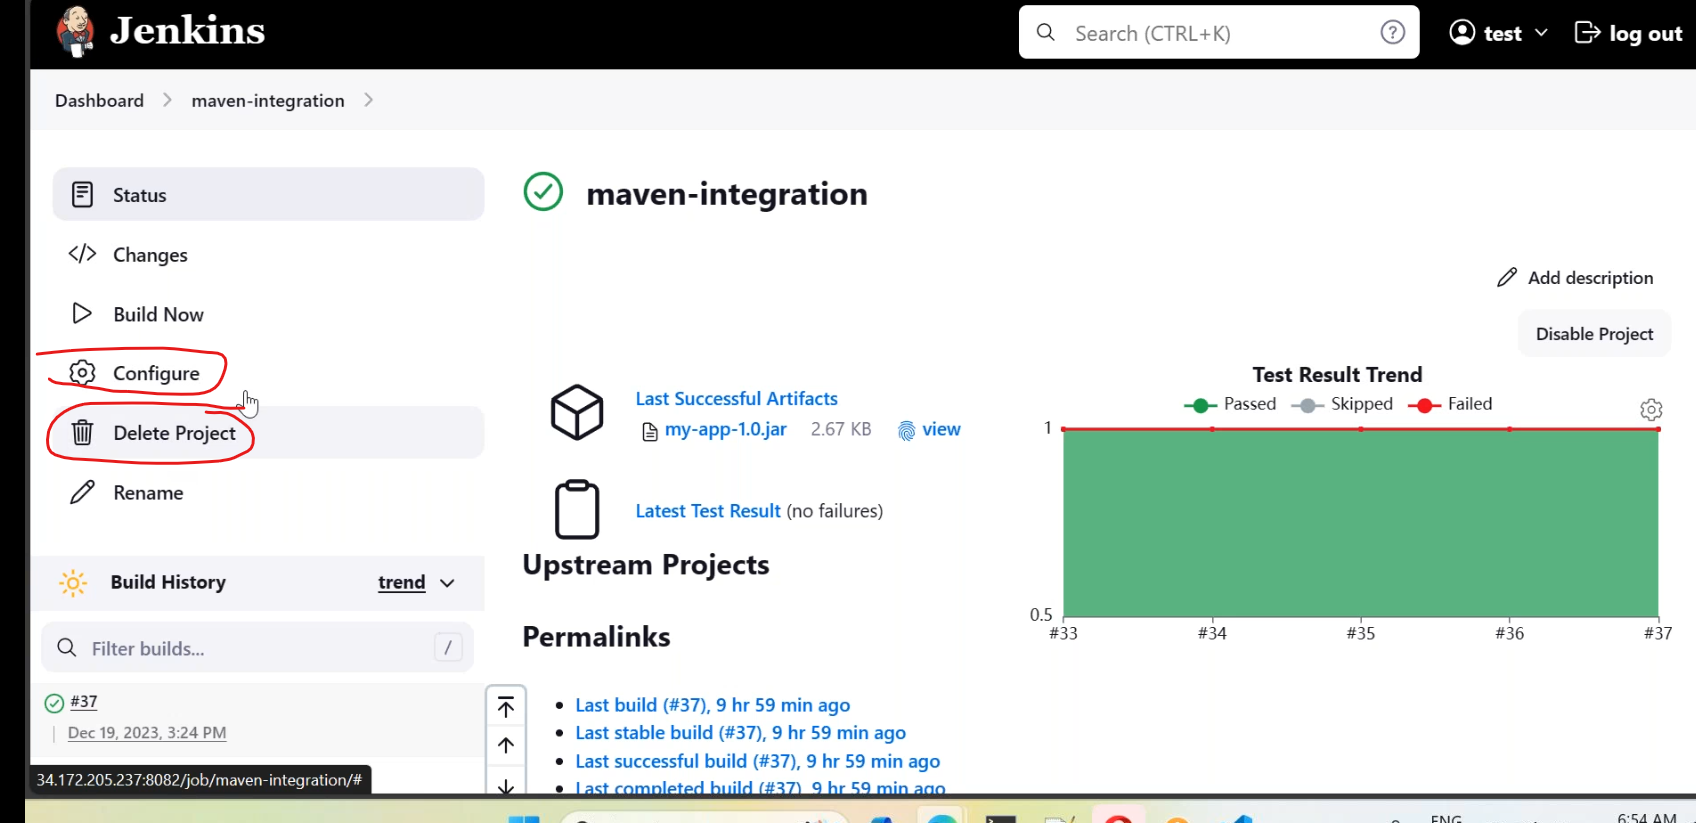 Jenkins
Search (CTRL+K)
test
log out
Dashboard
maven-integration
Status
Changes
Build Now
Configure
Delete Project
Rename
Build History
trend
Filter builds...
/
#37
Dec 19, 2023, 3:24 PM
34.172.205.237:8082/job/maven-integration/#
maven-integration
Add description
Disable Project
Last Successful Artifacts
my-app-1.0.jar 2.67 KB view
Latest Test Result (no failures)
Upstream Projects
Permalinks
Last build (#37), 9 hr 59 min ago
Last stable build (#37), 9 hr 59 min ago
Last successful build (#37), 9 hr 59 min ago
Last completed build (#37), 9 hr 59 min ago
Test Result Trend
Passed Skipped Failed
1
0.5
#33 #34 #35 #36 #37
ENG
6:54 AM